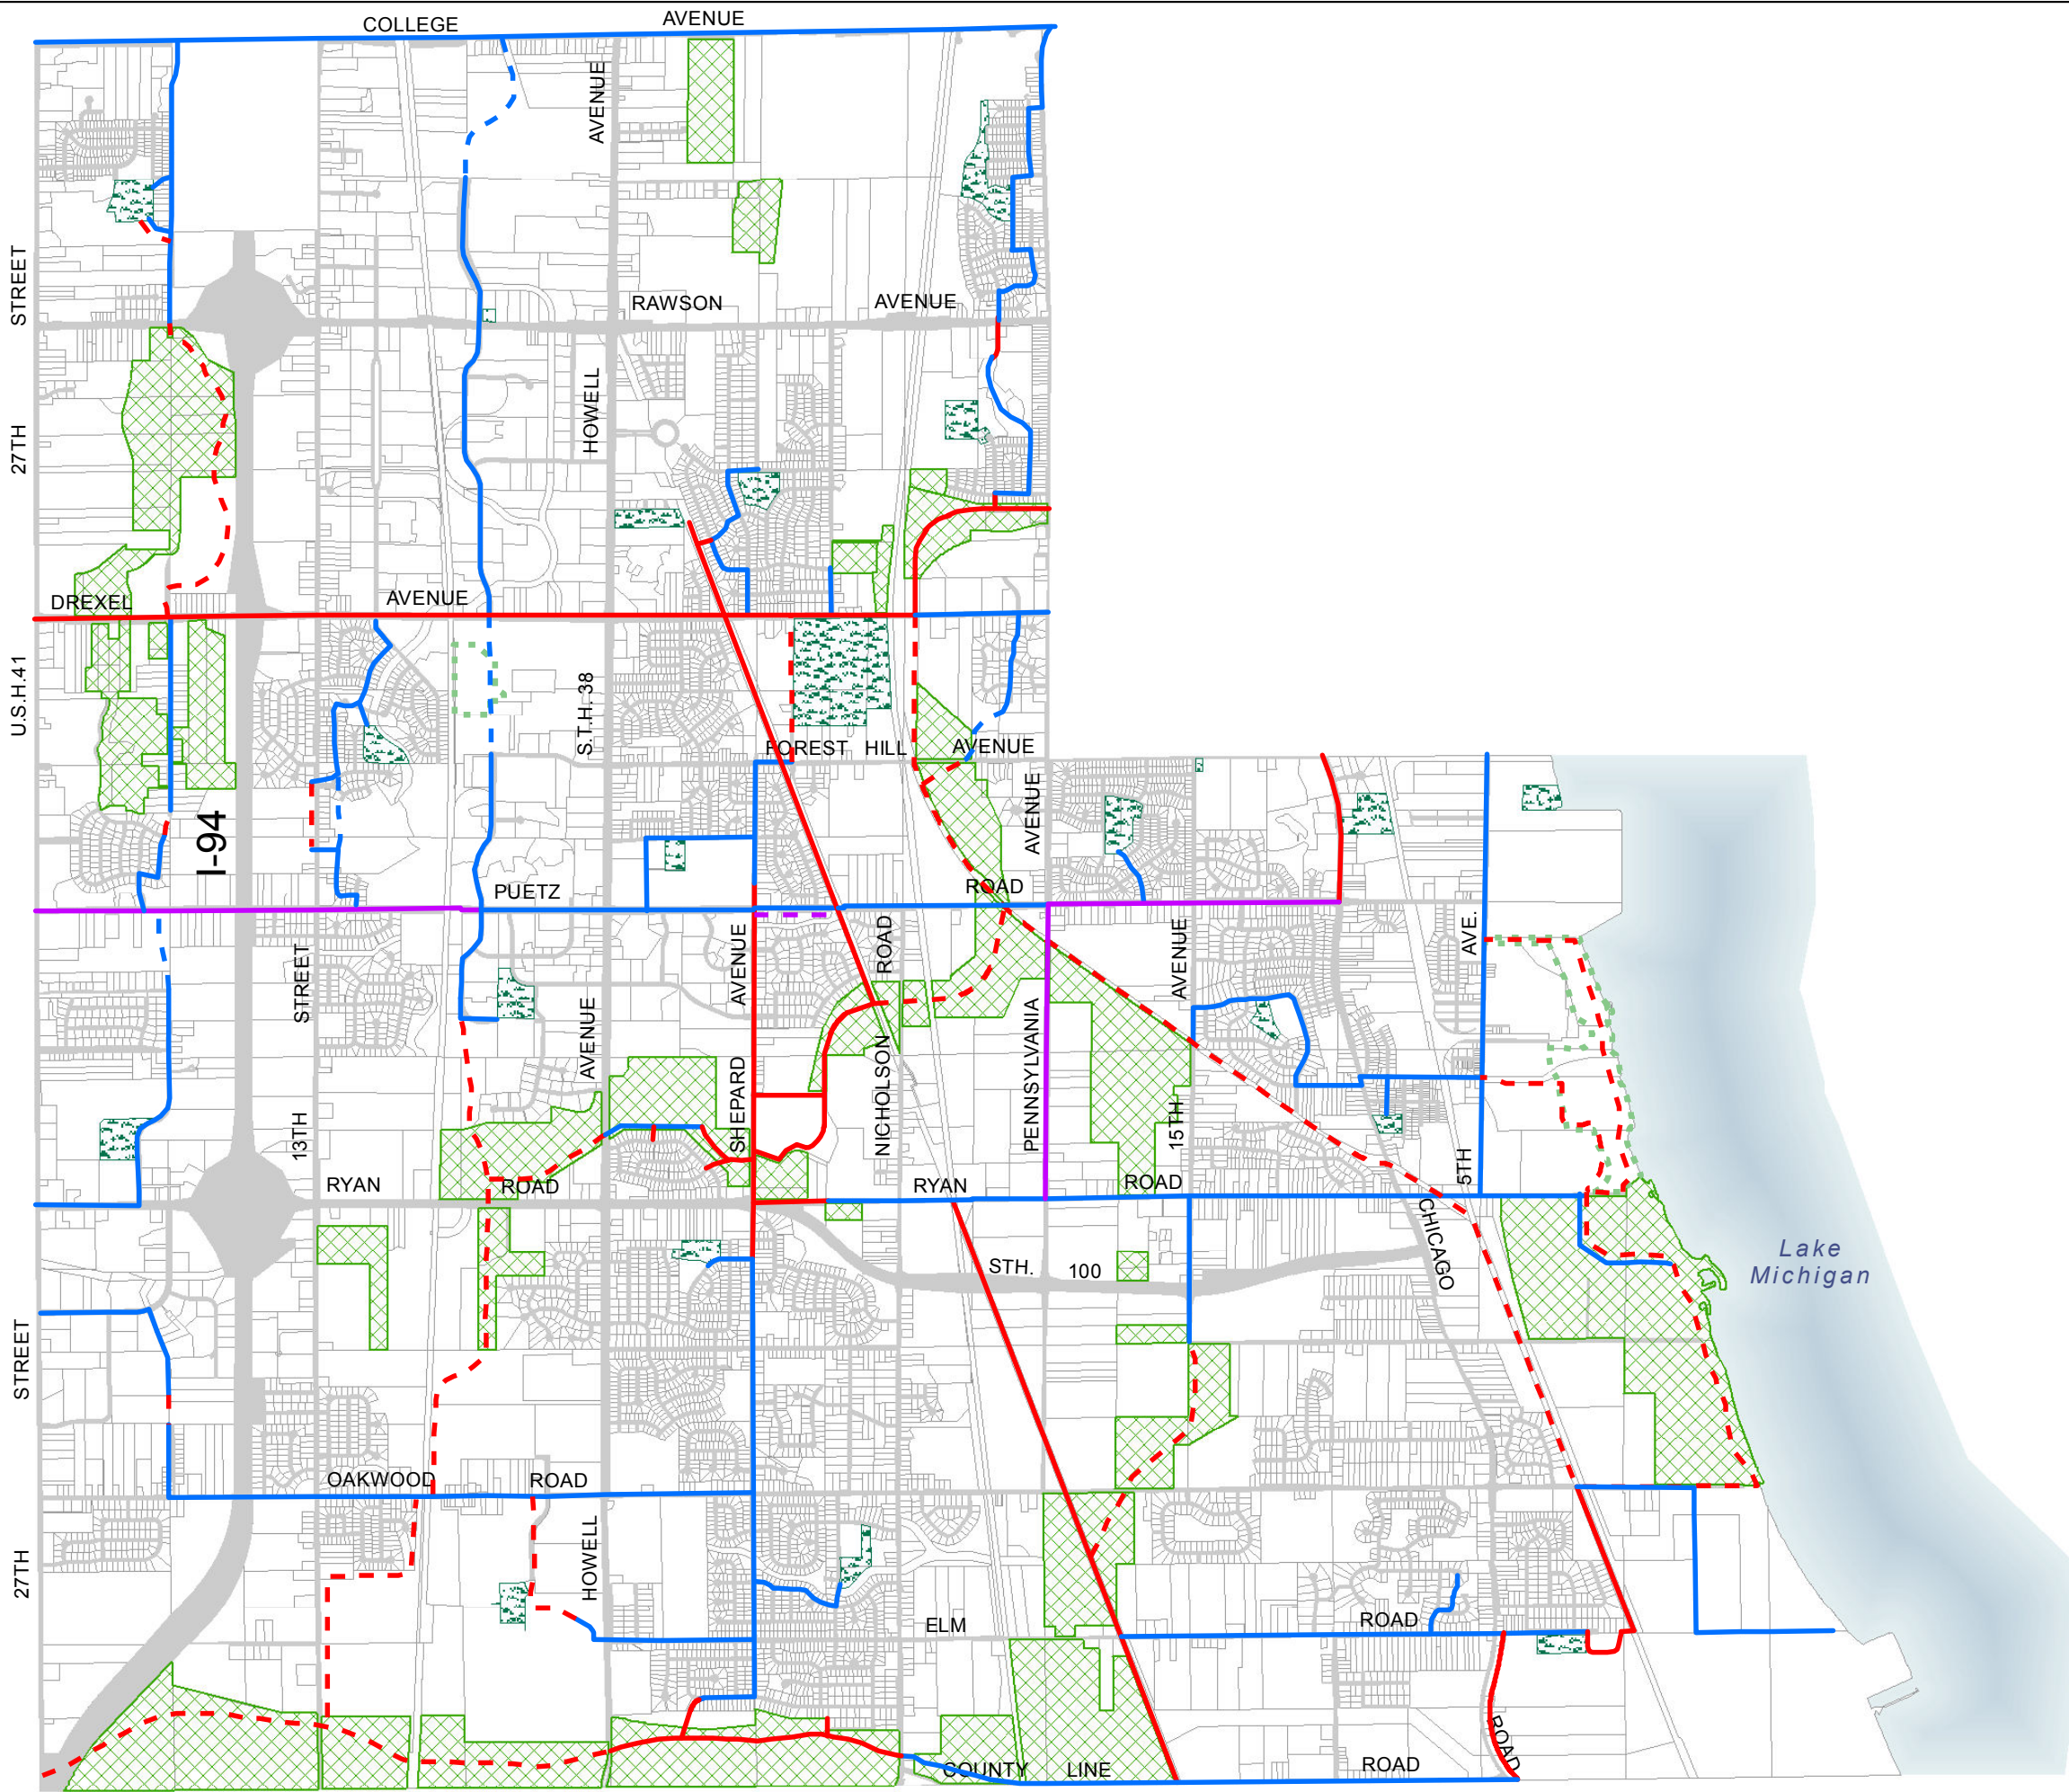 COLLEGE AVENUE
AVENUE
STREET
RAWSON AVENUE
27TH
HOWELL
DREXEL AVENUE
U.S.H.41
S.T.H. 38
FOREST HILL AVENUE
I-94
AVENUE
PUETZ ROAD
STREET
AVENUE
ROAD
AVENUE
AVE.
AVENUE
13TH
SHEPARD
NICHOLSON
PENNSYLVANIA
15TH
5TH
RYAN ROAD RYAN ROAD
CHICAGO
STH. 100
Lake
Michigan
STREET
OAKWOOD ROAD
27TH
HOWELL
ELM ROAD
ROAD
COUNTY LINE ROAD